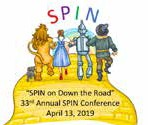 SPIN
"SPIN on Down the Road"
33rd Annual SPIN Conference
April 13, 2019